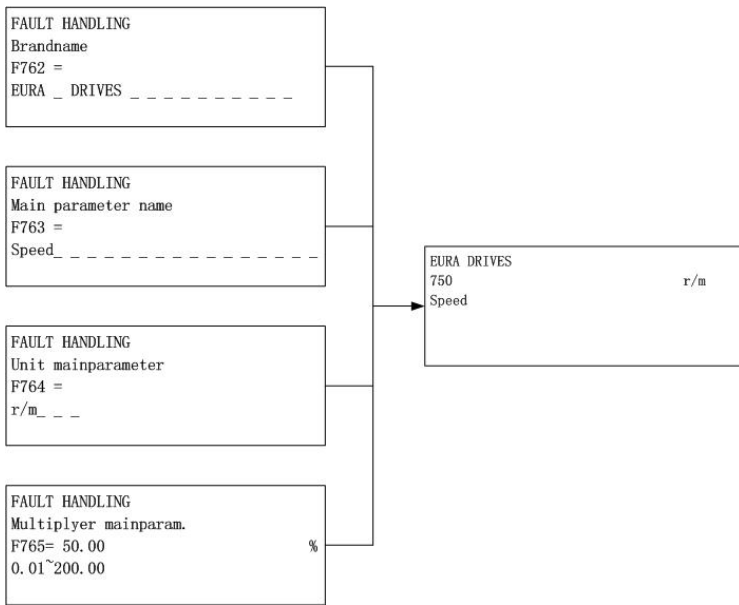 FAULT HANDLING
Brandname
F762 =
EURA _ DRIVES _ _ _ _ _ _ _ _ _ _
FAULT HANDLING
Main parameter name
F763 =
Speed_ _ _ _ _ _ _ _ _ _ _ _ _ _ _ _
FAULT HANDLING
Unit mainparameter
F764 =
r/m_ _ _
FAULT HANDLING
Multiplyer mainparam.
F765= 50.00 %
0.01~200.00
EURA DRIVES
750 r/m
Speed